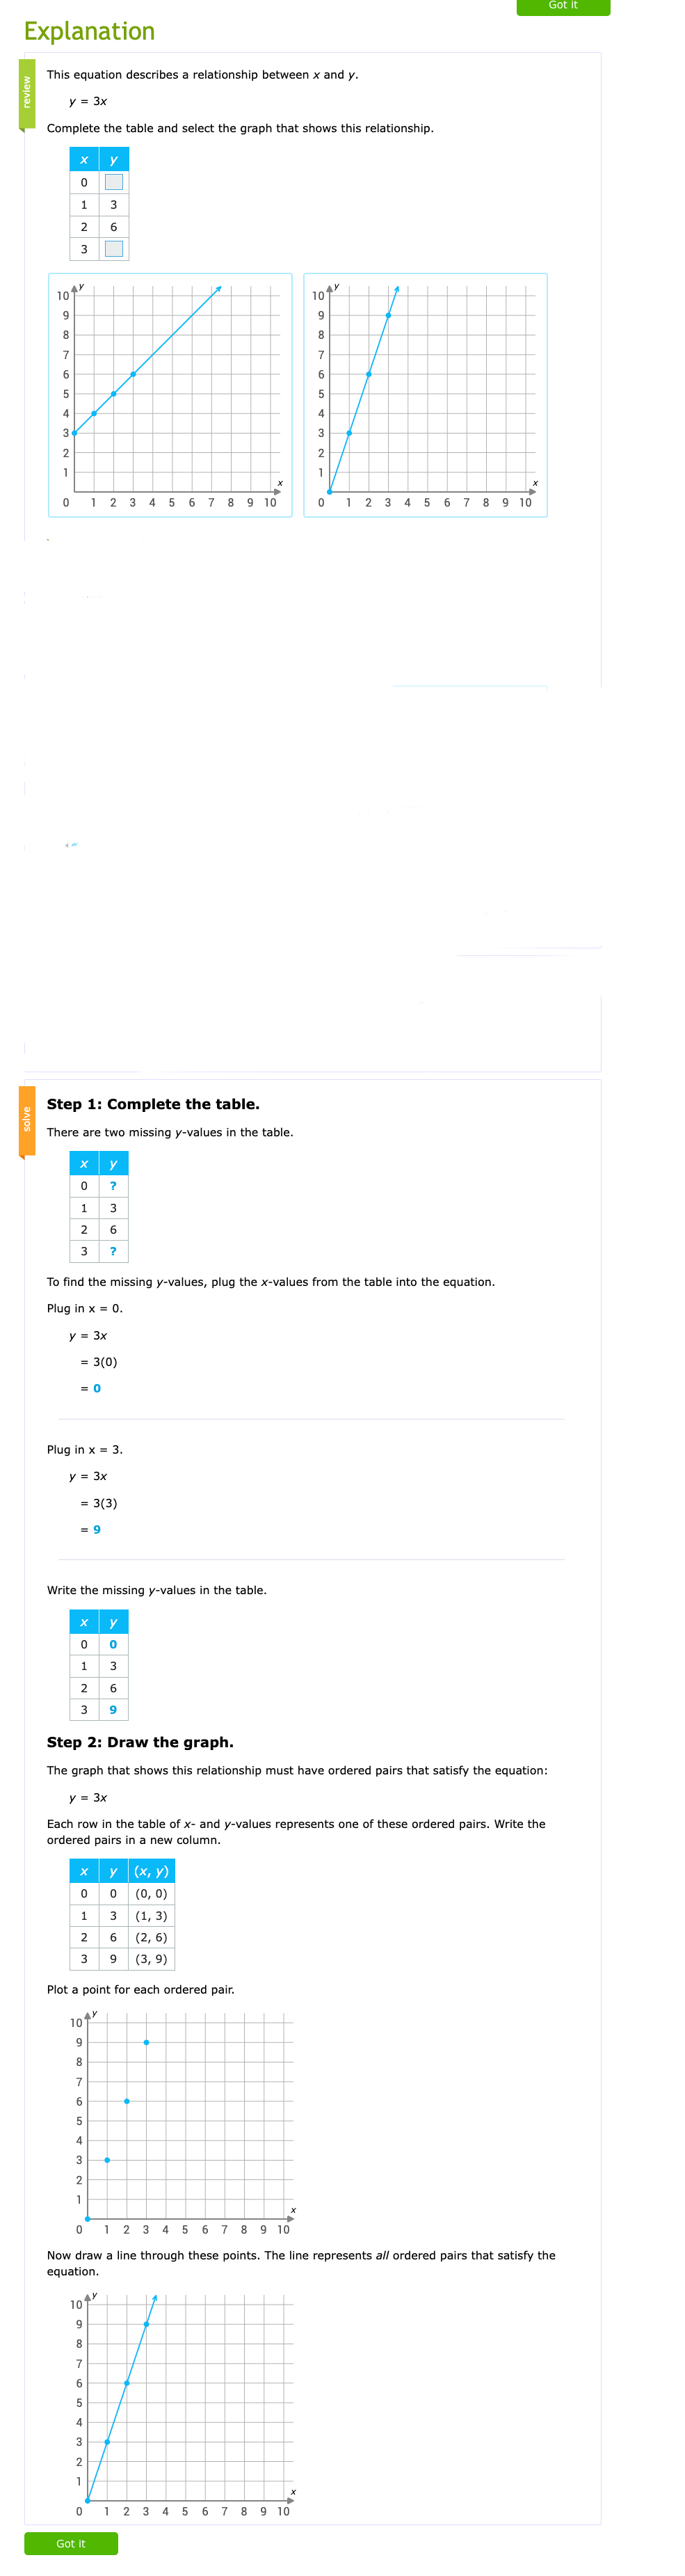 Got it
Explanation
review
This equation describes a relationship between x and y.
y = 3x
Complete the table and select the graph that shows this relationship.
x y
0
1 3
2 6
3
y
10
9
8
7
6
5
4
3
2
1
x
0 1 2 3 4 5 6 7 8 9 10
y
10
9
8
7
6
5
4
3
2
1
x
0 1 2 3 4 5 6 7 8 9 10
solve
Step 1: Complete the table.
There are two missing y-values in the table.
x y
0 ?
1 3
2 6
3 ?
To find the missing y-values, plug the x-values from the table into the equation.
Plug in x = 0.
y = 3x
= 3(0)
= 0
Plug in x = 3.
y = 3x
= 3(3)
= 9
Write the missing y-values in the table.
x y
0 0
1 3
2 6
3 9
Step 2: Draw the graph.
The graph that shows this relationship must have ordered pairs that satisfy the equation:
y = 3x
Each row in the table of x- and y-values represents one of these ordered pairs. Write the
ordered pairs in a new column.
x y (x, y)
0 0 (0, 0)
1 3 (1, 3)
2 6 (2, 6)
3 9 (3, 9)
Plot a point for each ordered pair.
y
10
9
8
7
6
5
4
3
2
1
x
0 1 2 3 4 5 6 7 8 9 10
Now draw a line through these points. The line represents all ordered pairs that satisfy the
equation.
y
10
9
8
7
6
5
4
3
2
1
x
0 1 2 3 4 5 6 7 8 9 10
Got it